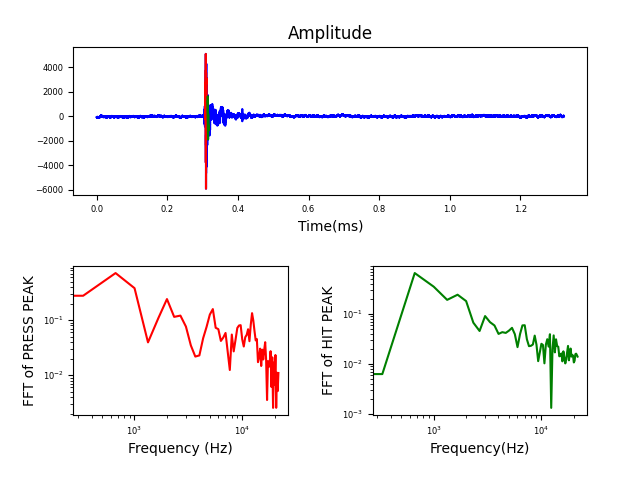 Amplitude
4000
2000
0
−2000
−4000
−6000
0.0 0.2 0.4 0.6 0.8 1.0 1.2
Time(ms)
FFT of PRESS PEAK
10⁻¹
10⁻²
10³ 10⁴
Frequency (Hz)
FFT of HIT PEAK
10⁻¹
10⁻²
10⁻³
10³ 10⁴
Frequency(Hz)